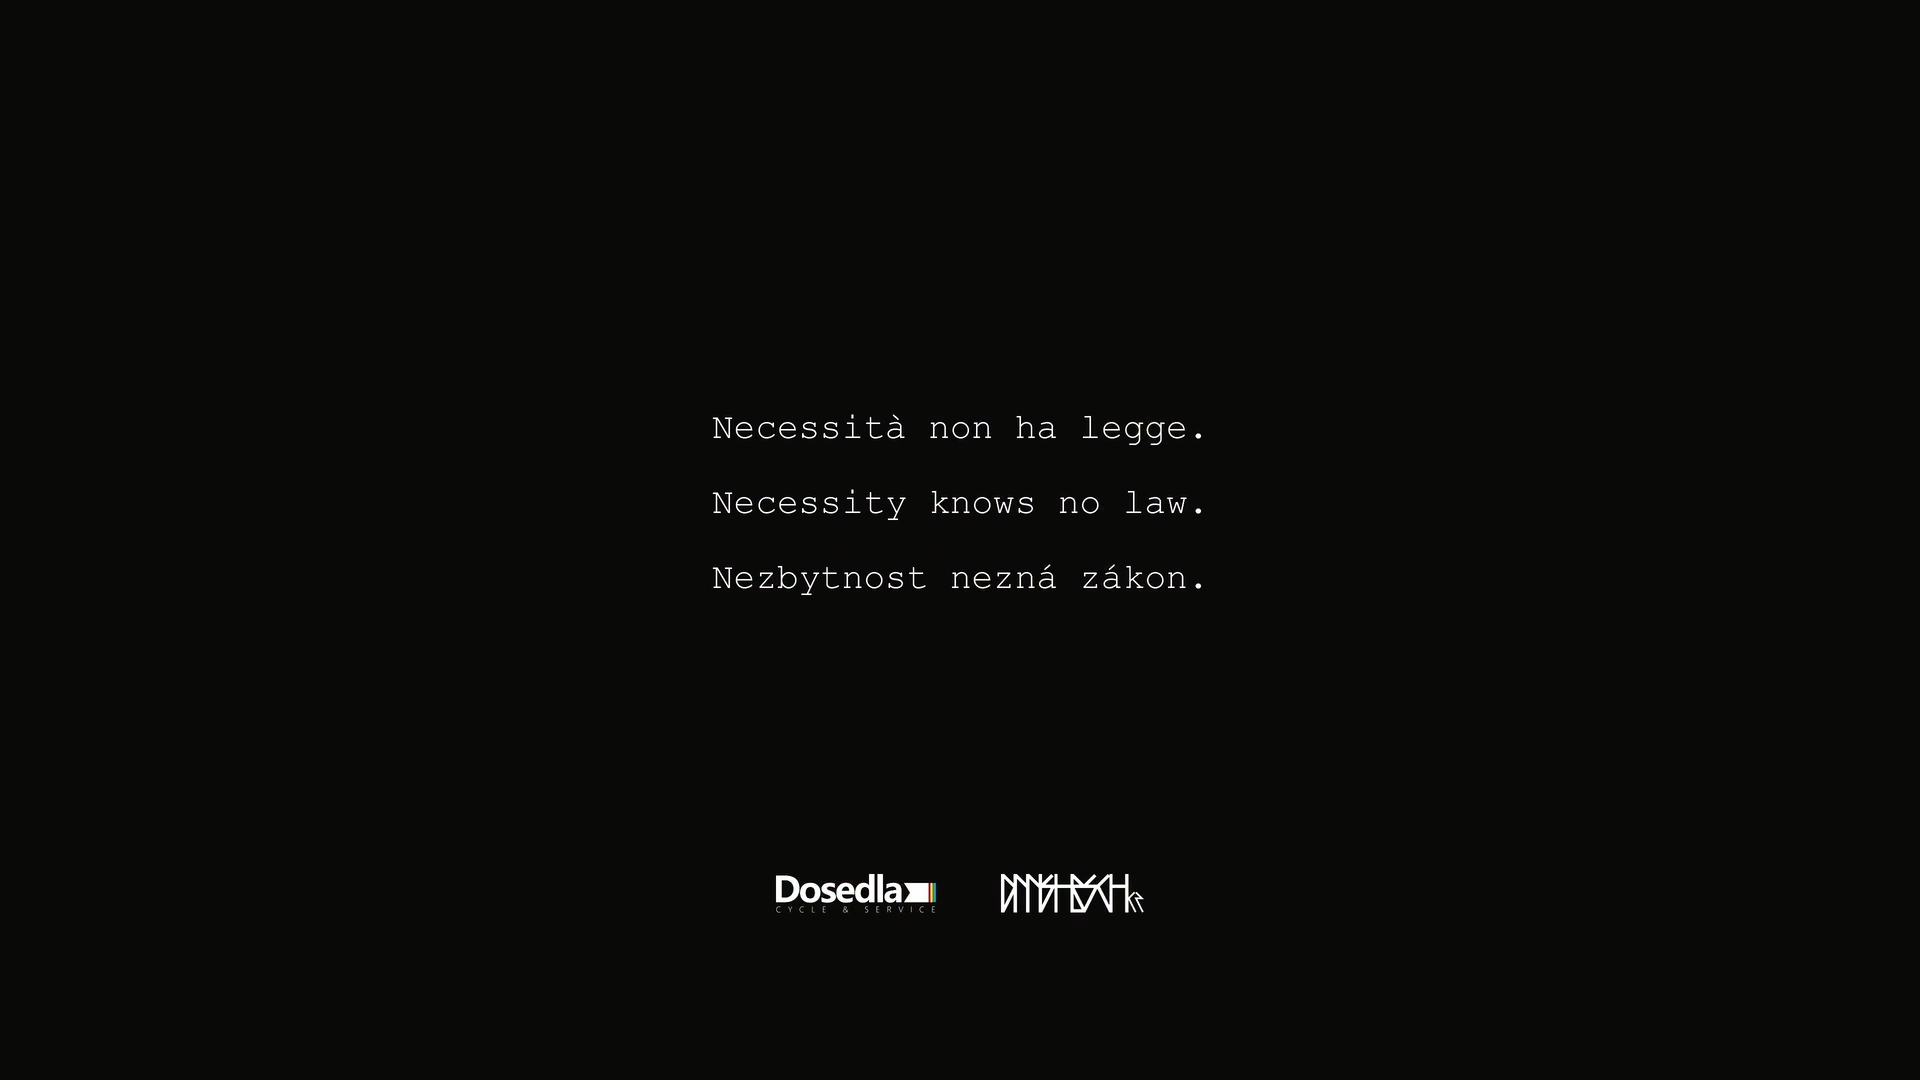 Necessità non ha legge.
Necessity knows no law.
Nezbytnost nezná zákon.
Dosedla
CYCLE & SERVICE